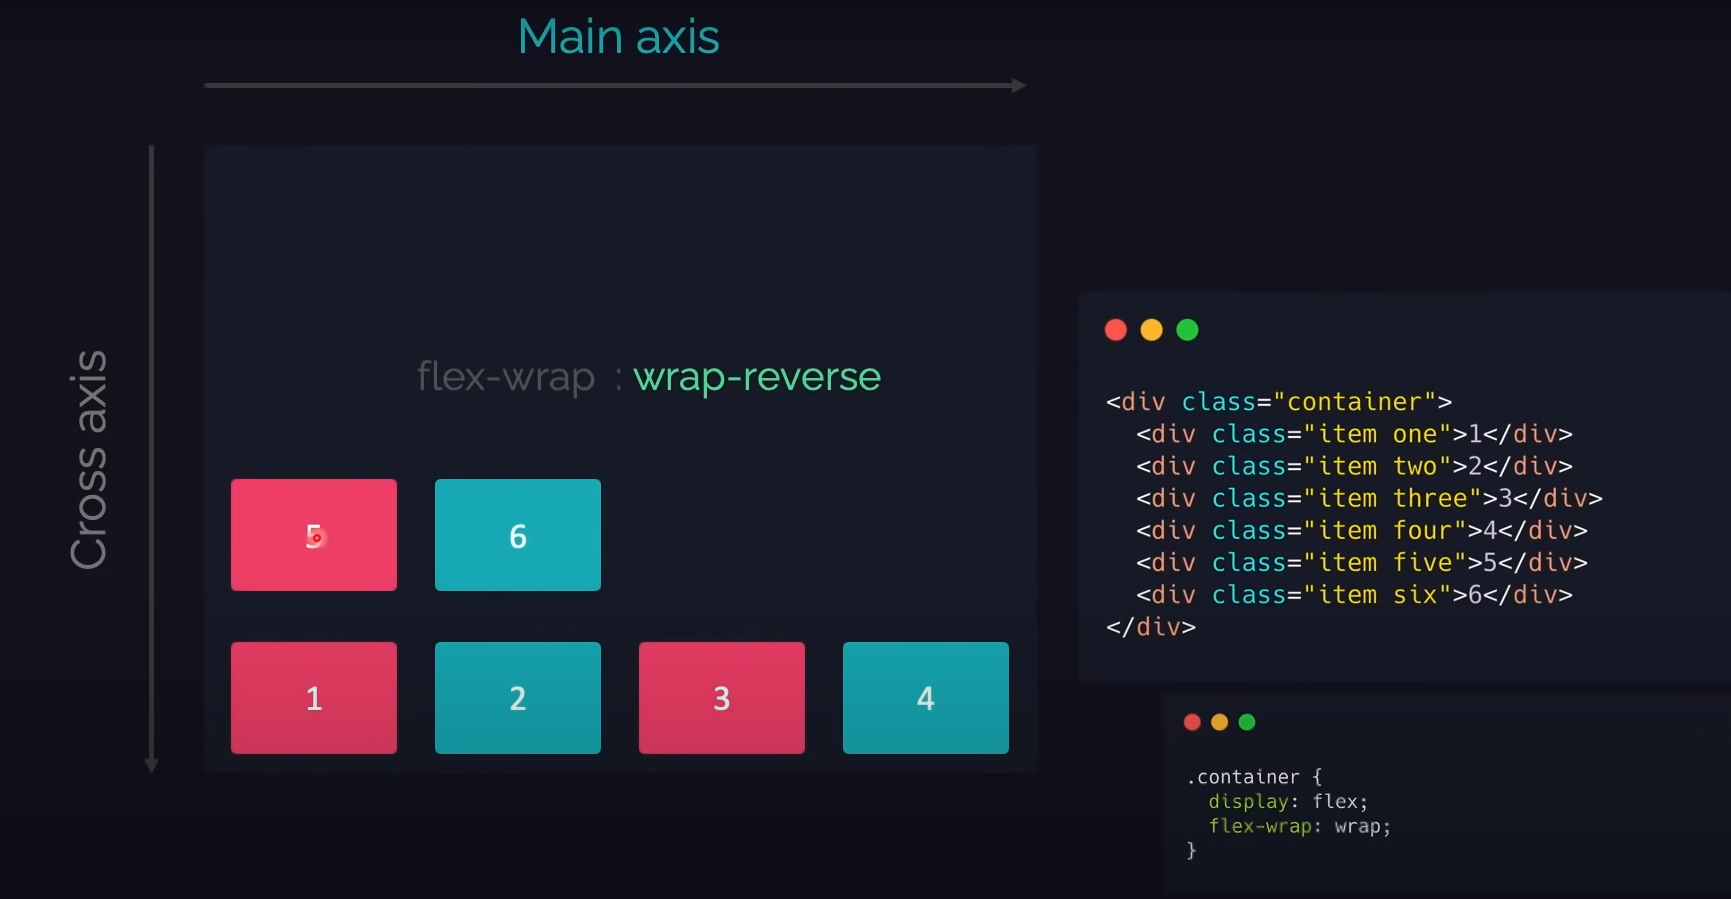 Main axis
Cross axis
flex-wrap : wrap-reverse
5
6
1
2
3
4
<div class="container">
  <div class="item one">1</div>
  <div class="item two">2</div>
  <div class="item three">3</div>
  <div class="item four">4</div>
  <div class="item five">5</div>
  <div class="item six">6</div>
</div>
.container {
  display: flex;
  flex-wrap: wrap;
}